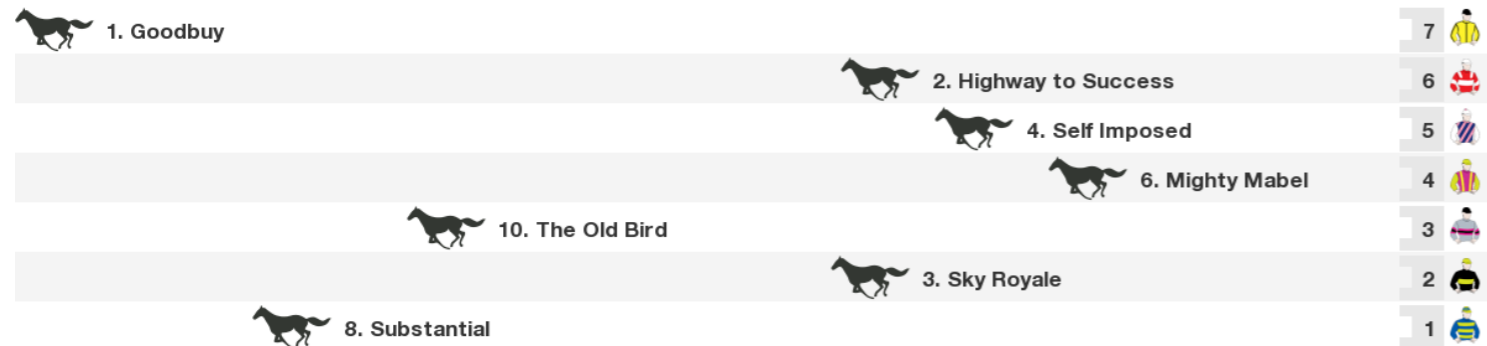 1. Goodbuy 7
2. Highway to Success 6
4. Self Imposed 5
6. Mighty Mabel 4
10. The Old Bird 3
3. Sky Royale 2
8. Substantial 1